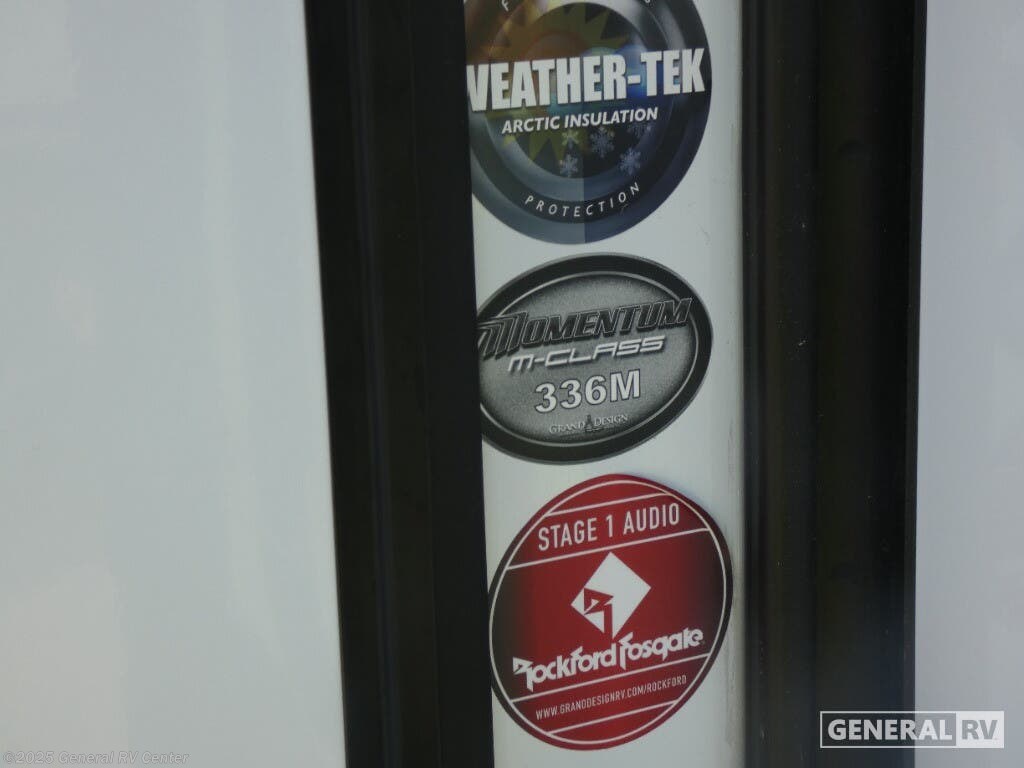 WEATHER-TEK
ARCTIC INSULATION
PROTECTION
MOMENTUM
M-CLASS
336M
GRAND DESIGN
STAGE 1 AUDIO
Rockford Fosgate
WWW.GRANDDESIGNRV.COM/ROCKFORD
GENERAL RV
©2025 General RV Center